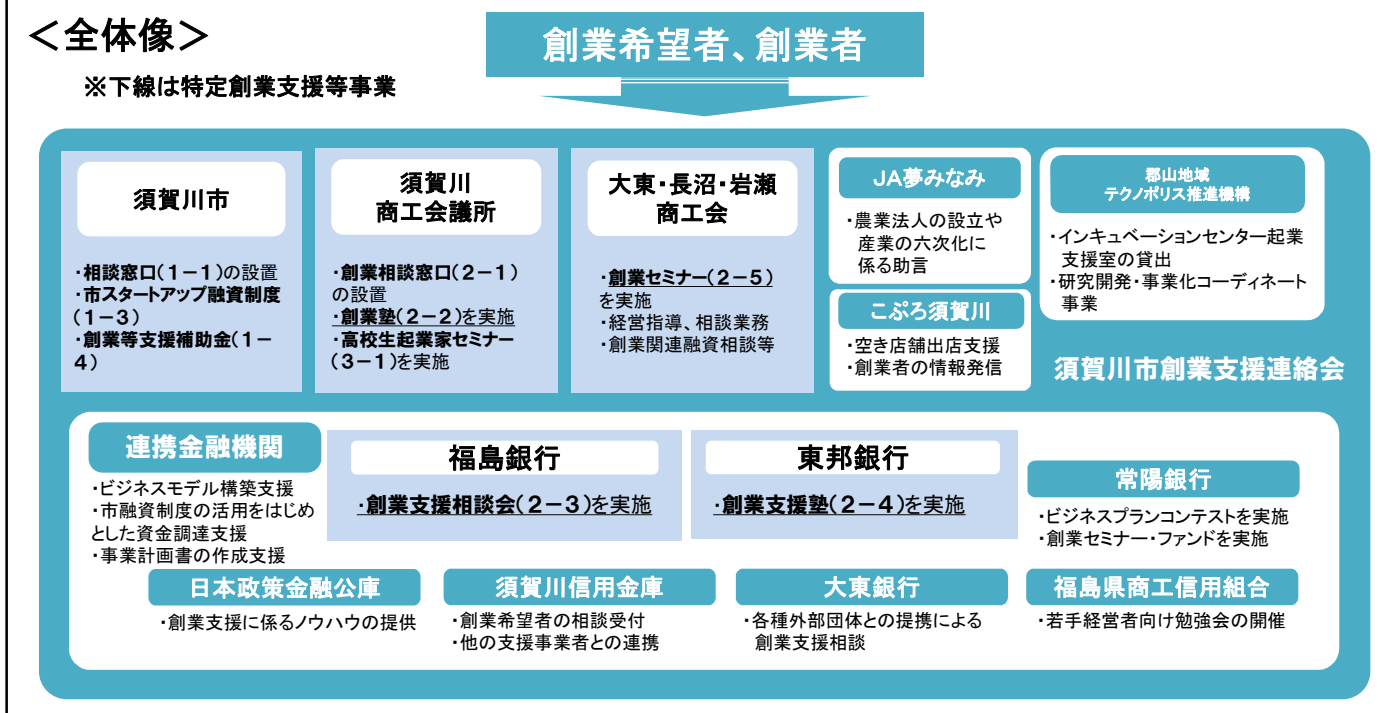 ＜全体像＞
※下線は特定創業支援等事業
創業希望者、創業者
須賀川市
・相談窓口（１－１）の設置
・市スタートアップ融資制度
（１－３）
・創業等支援補助金（１－
４）
須賀川
商工会議所
・創業相談窓口（２－１）
の設置
・創業塾（２－２）を実施
・高校生起業家セミナー
（３－１）を実施
大東・長沼・岩瀬
商工会
・創業セミナー（２－５）
を実施
・経営指導、相談業務
・創業関連融資相談等
JA夢みなみ
・農業法人の設立や
産業の六次化に
係る助言
こぷろ須賀川
・空き店舗出店支援
・創業者の情報発信
郡山地域
テクノポリス推進機構
・インキュベーションセンター起業
支援室の貸出
・研究開発・事業化コーディネート
事業
須賀川市創業支援連絡会
連携金融機関
・ビジネスモデル構築支援
・市融資制度の活用をはじめ
とした資金調達支援
・事業計画書の作成支援
福島銀行
・創業支援相談会（２－３）を実施
東邦銀行
・創業支援塾（２－４）を実施
常陽銀行
・ビジネスプランコンテストを実施
・創業セミナー・ファンドを実施
日本政策金融公庫
・創業支援に係るノウハウの提供
須賀川信用金庫
・創業希望者の相談受付
・他の支援事業者との連携
大東銀行
・各種外部団体との提携による
創業支援相談
福島県商工信用組合
・若手経営者向け勉強会の開催